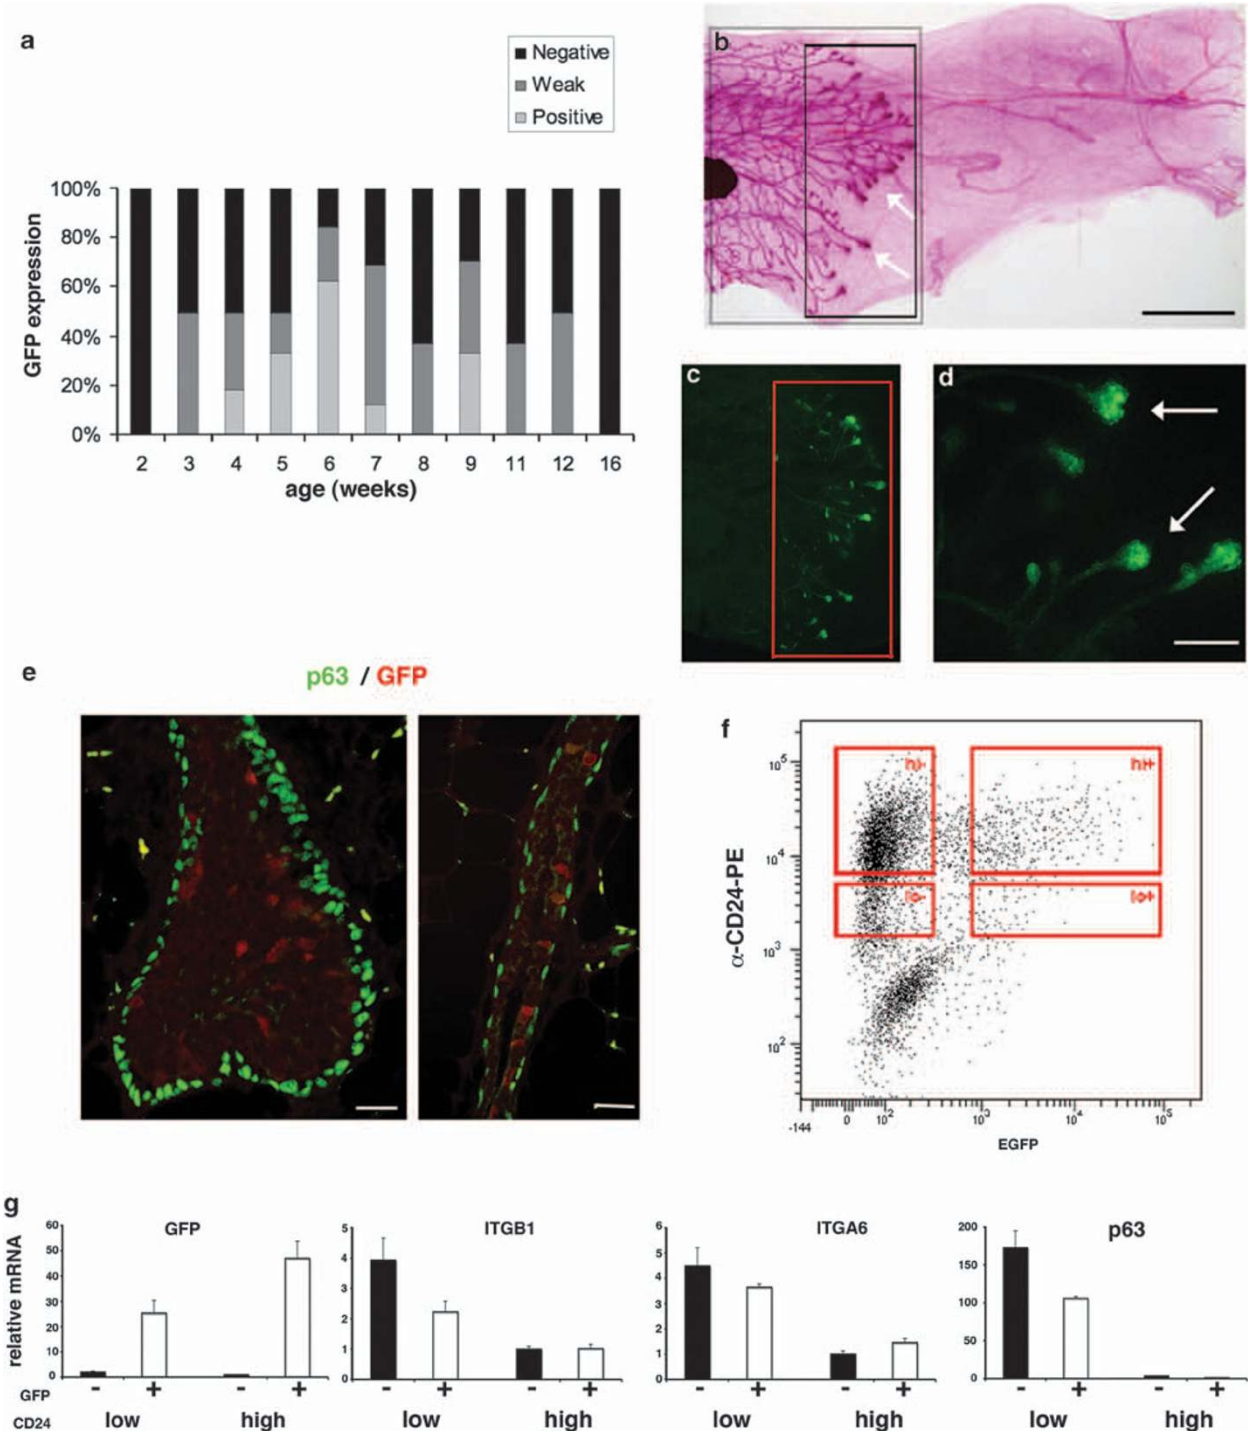 a
Negative
Weak
Positive
100%
80%
60%
40%
20%
0%
GFP expression
2 3 4 5 6 7 8 9 11 12 16
age (weeks)
b
c
d
e
p63 / GFP
f
hi-
hi+
lo-
lo+
10^5
10^4
10^3
10^2
α-CD24-PE
-144 0 10^2 10^3 10^4 10^5
EGFP
g
relative mRNA
GFP
60
50
40
30
20
10
0
- + - +
low high
ITGB1
5
4
3
2
1
0
- + - +
low high
ITGA6
6
5
4
3
2
1
0
- + - +
low high
p63
200
150
100
50
0
- + - +
low high
GFP
CD24